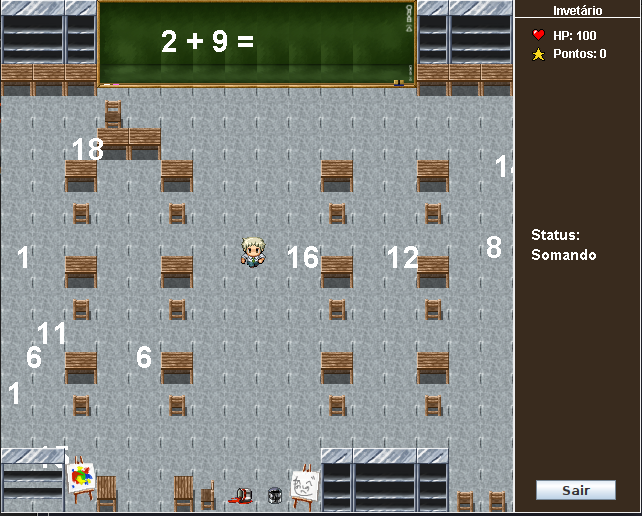 2 + 9 =
Invetário
HP: 100
Pontos: 0
18
1
16
12
8
Status:
Somando
11
6
6
1
Sair